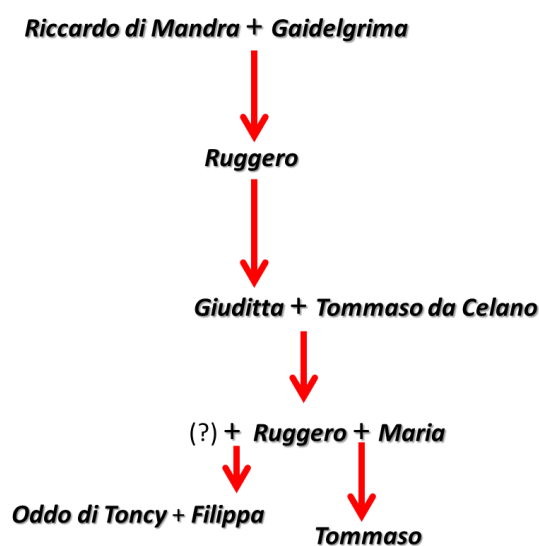 Riccardo di Mandra + Gaidelgrima
Ruggero
Giuditta + Tommaso da Celano
(?) + Ruggero + Maria
Oddo di Toncy + Filippa
Tommaso